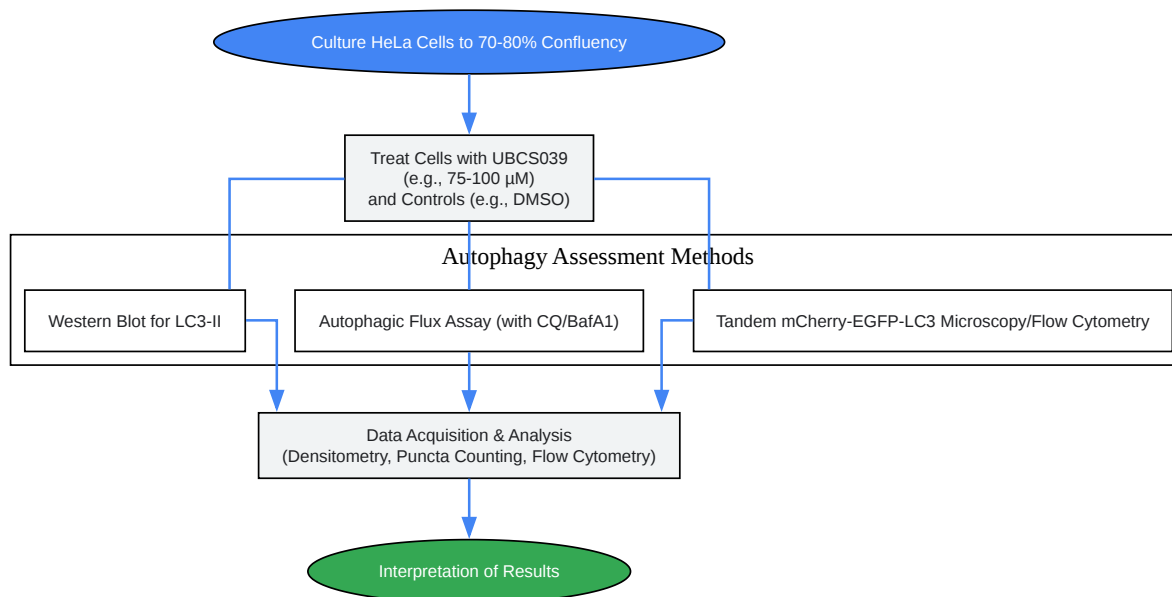 Culture HeLa Cells to 70-80% Confluency
Treat Cells with UBCS039
(e.g., 75-100 µM)
and Controls (e.g., DMSO)
Autophagy Assessment Methods
Western Blot for LC3-II
Autophagic Flux Assay (with CQ/BafA1)
Tandem mCherry-EGFP-LC3 Microscopy/Flow Cytometry
Data Acquisition & Analysis
(Densitometry, Puncta Counting, Flow Cytometry)
Interpretation of Results